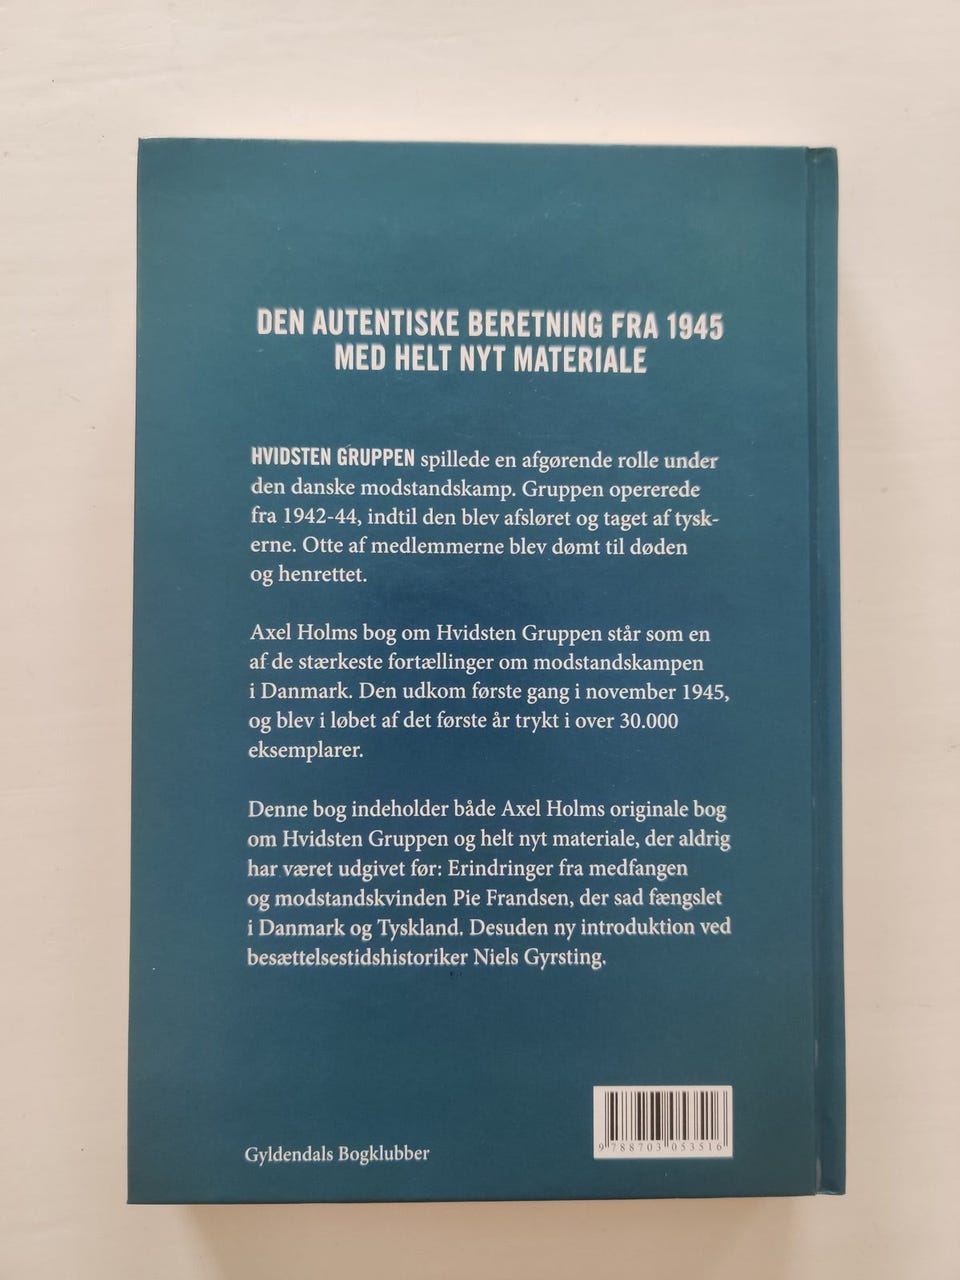 DEN AUTENTISKE BERETNING FRA 1945
MED HELT NYT MATERIALE
HVIDSTEN GRUPPEN spillede en afgørende rolle under
den danske modstandskamp. Gruppen opererede
fra 1942-44, indtil den blev afsløret og taget af tysk-
erne. Otte af medlemmerne blev dømt til døden
og henrettet.
Axel Holms bog om Hvidsten Gruppen står som en
af de stærkeste fortællinger om modstandskampen
i Danmark. Den udkom første gang i november 1945,
og blev i løbet af det første år trykt i over 30.000
eksemplarer.
Denne bog indeholder både Axel Holms originale bog
om Hvidsten Gruppen og helt nyt materiale, der aldrig
har været udgivet før: Erindringer fra medfangen
og modstandskvinden Pie Frandsen, der sad fængslet
i Danmark og Tyskland. Desuden ny introduktion ved
besættelsestidshistoriker Niels Gyrsting.
9 788703 053516
Gyldendals Bogklubber